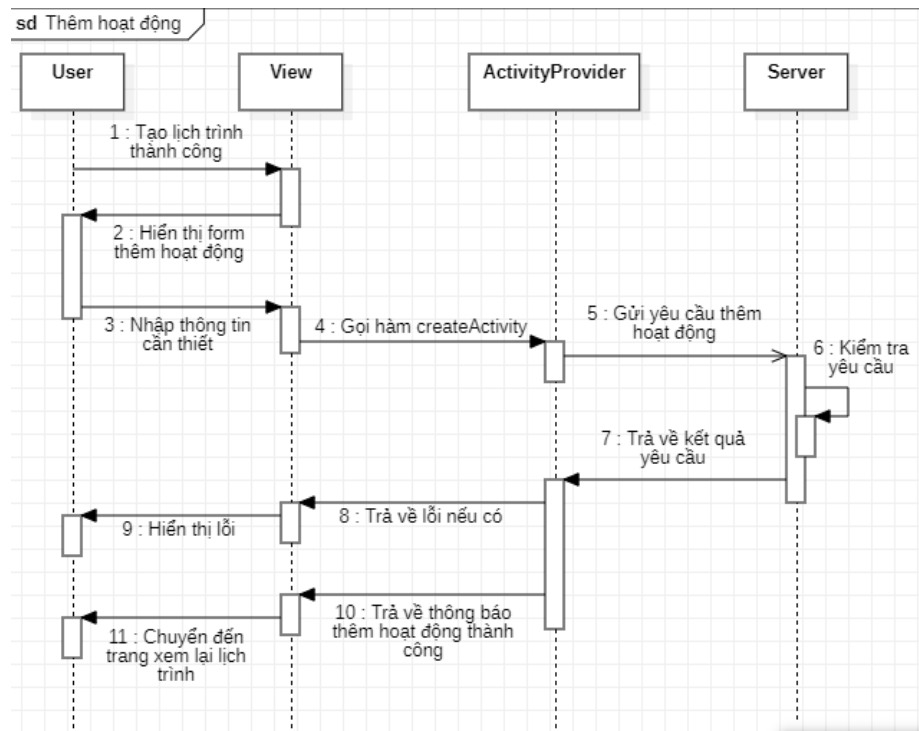 sd Thêm hoạt động
User
View
ActivityProvider
Server
1 : Tạo lịch trình
thành công
2 : Hiển thị form
thêm hoạt động
3 : Nhập thông tin
cần thiết
4 : Gọi hàm createActivity
5 : Gửi yêu cầu thêm
hoạt động
6 : Kiểm tra
yêu cầu
7 : Trả về kết quả
yêu cầu
8 : Trả về lỗi nếu có
9 : Hiển thị lỗi
10 : Trả về thông báo
thêm hoạt động thành
công
11 : Chuyển đến
trang xem lại lịch
trình